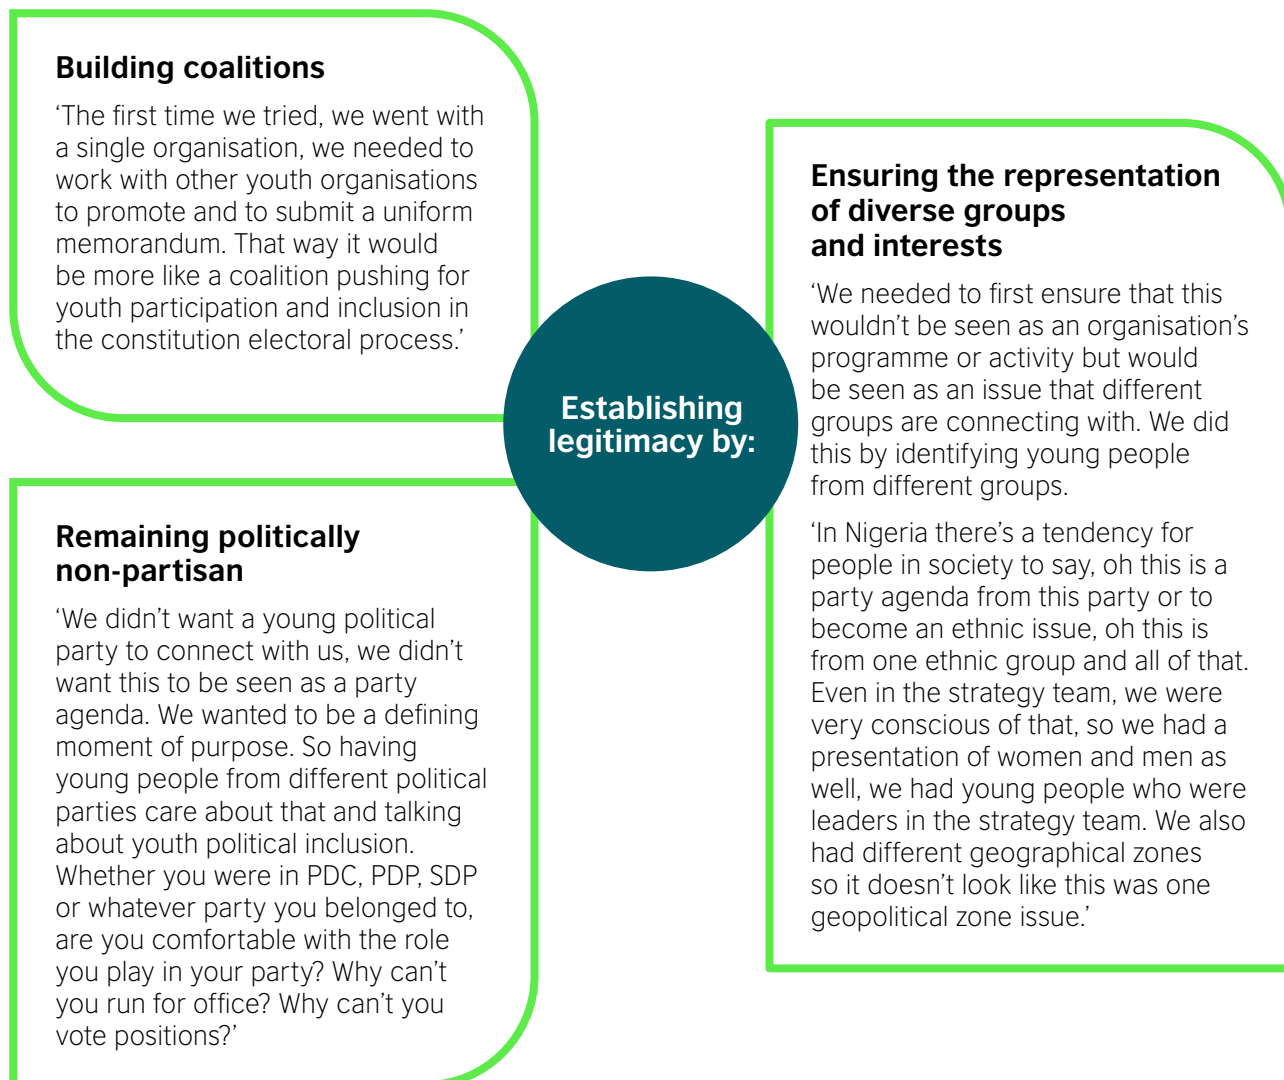 Building coalitions
‘The first time we tried, we went with
a single organisation, we needed to
work with other youth organisations
to promote and to submit a uniform
memorandum. That way it would
be more like a coalition pushing for
youth participation and inclusion in
the constitution electoral process.’
Remaining politically
non-partisan
‘We didn’t want a young political
party to connect with us, we didn’t
want this to be seen as a party
agenda. We wanted to be a defining
moment of purpose. So having
young people from different political
parties care about that and talking
about youth political inclusion.
Whether you were in PDC, PDP, SDP
or whatever party you belonged to,
are you comfortable with the role
you play in your party? Why can’t
you run for office? Why can’t you
vote positions?’
Establishing
legitimacy by:
Ensuring the representation
of diverse groups
and interests
‘We needed to first ensure that this
wouldn’t be seen as an organisation’s
programme or activity but would
be seen as an issue that different
groups are connecting with. We did
this by identifying young people
from different groups.
‘In Nigeria there’s a tendency for
people in society to say, oh this is a
party agenda from this party or to
become an ethnic issue, oh this is
from one ethnic group and all of that.
Even in the strategy team, we were
very conscious of that, so we had a
presentation of women and men as
well, we had young people who were
leaders in the strategy team. We also
had different geographical zones
so it doesn’t look like this was one
geopolitical zone issue.’